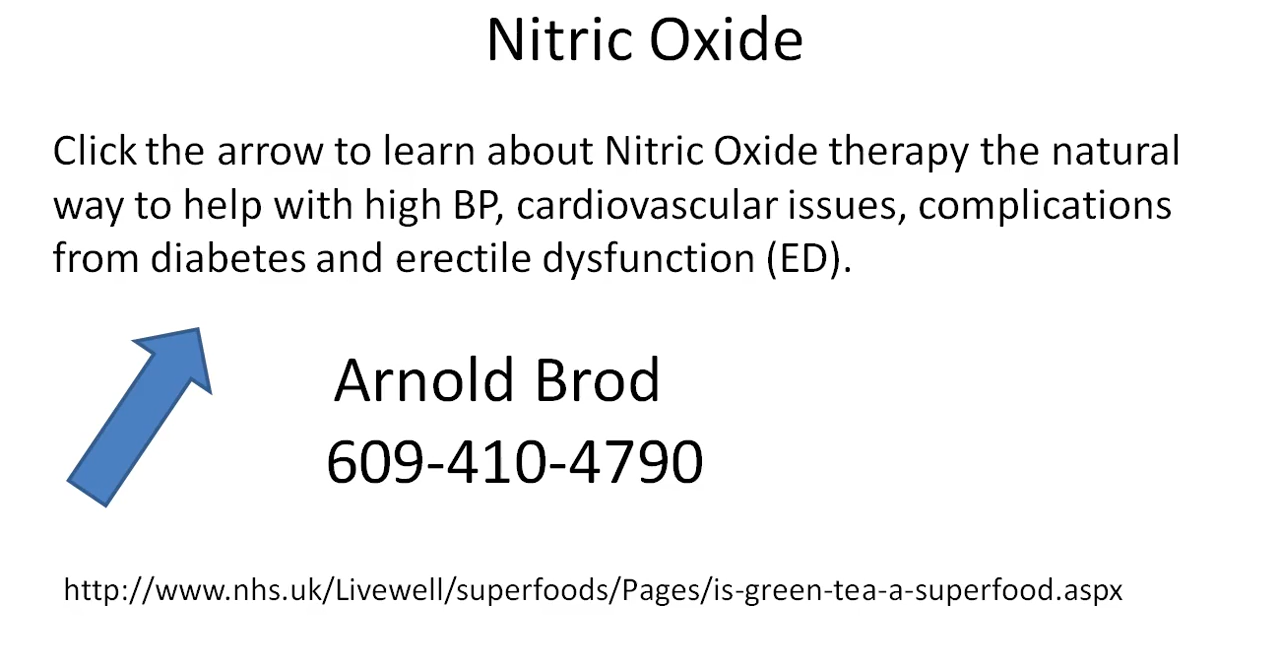 Nitric Oxide
Click the arrow to learn about Nitric Oxide therapy the natural
way to help with high BP, cardiovascular issues, complications
from diabetes and erectile dysfunction (ED).
Arnold Brod
609-410-4790
http://www.nhs.uk/Livewell/superfoods/Pages/is-green-tea-a-superfood.aspx